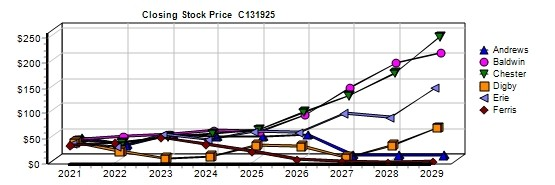 Closing Stock Price C131925
$250
$200
$150
$100
$50
$0
2021 2022 2023 2024 2025 2026 2027 2028 2029
Andrews
Baldwin
Chester
Digby
Erie
Ferris